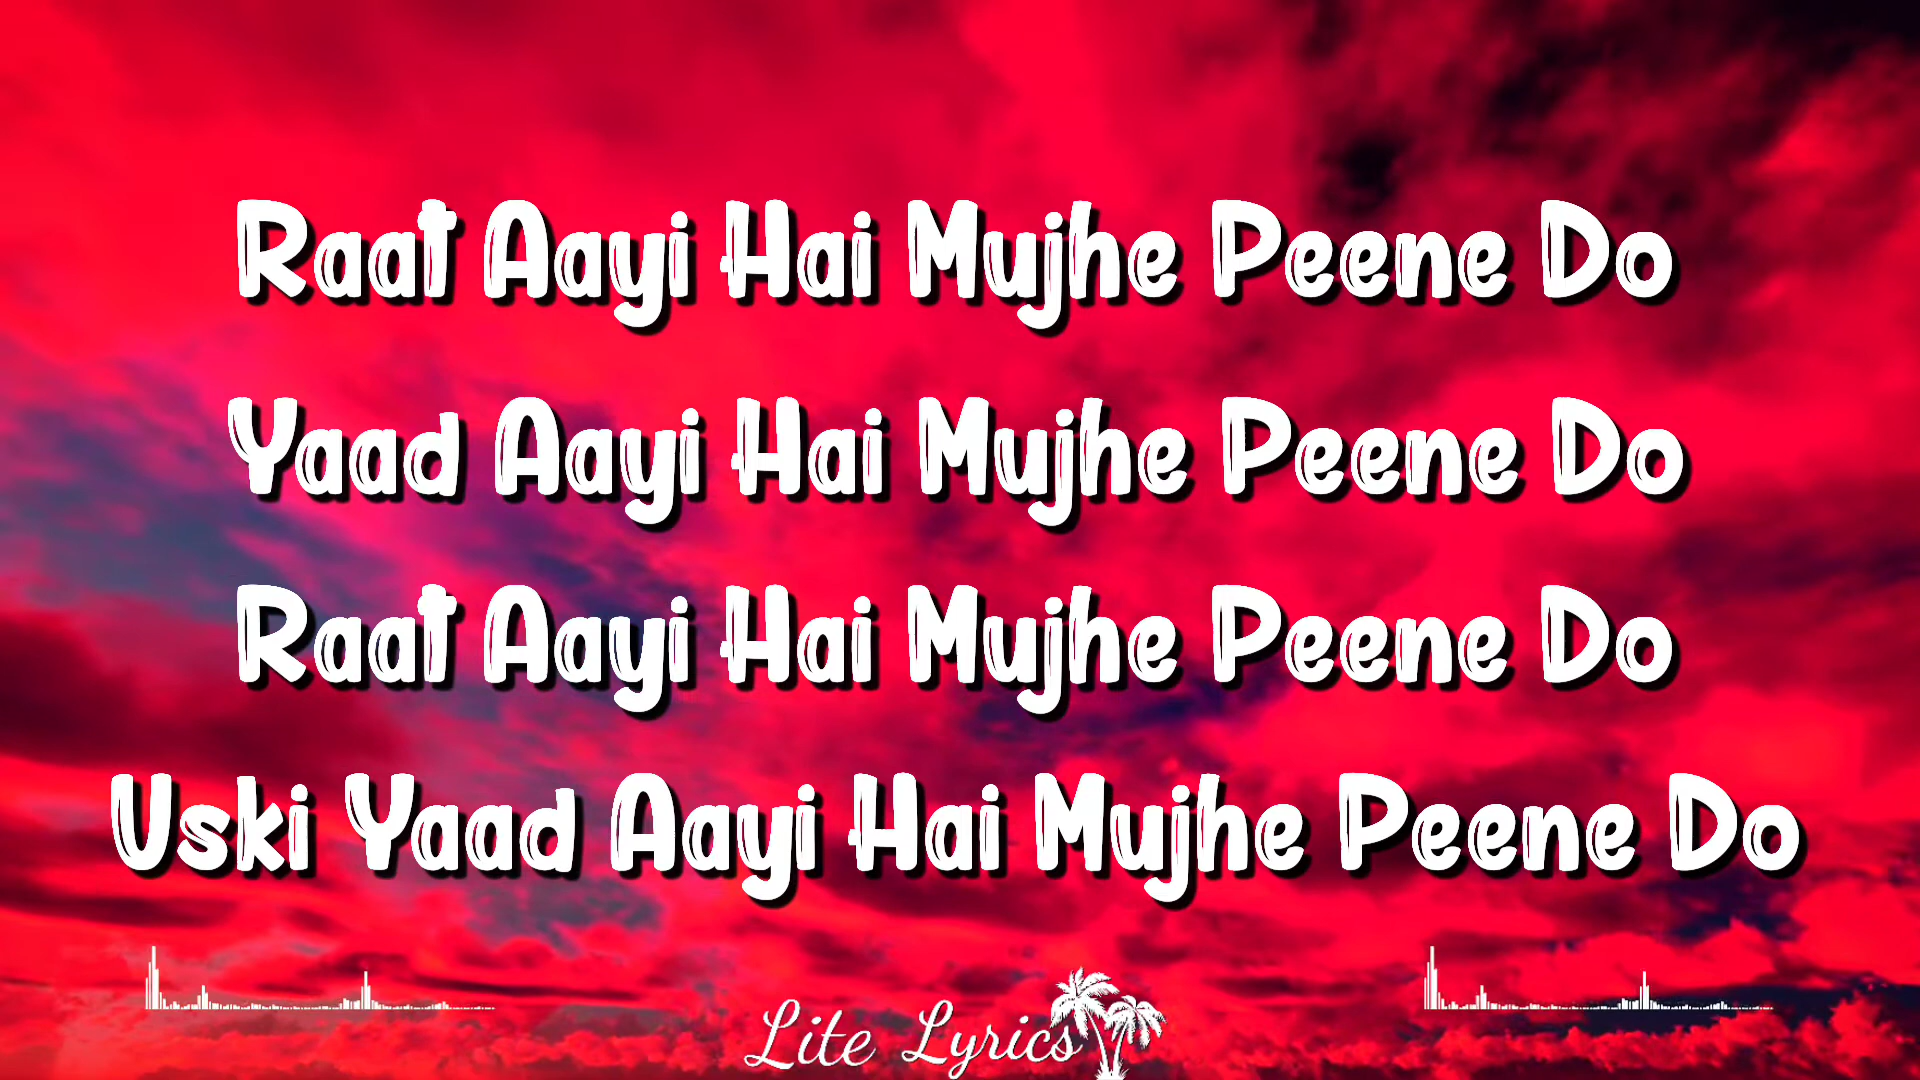 Raat Aayi Hai Mujhe Peene Do
Yaad Aayi Hai Mujhe Peene Do
Raat Aayi Hai Mujhe Peene Do
Uski Yaad Aayi Hai Mujhe Peene Do
Lite Lyrics